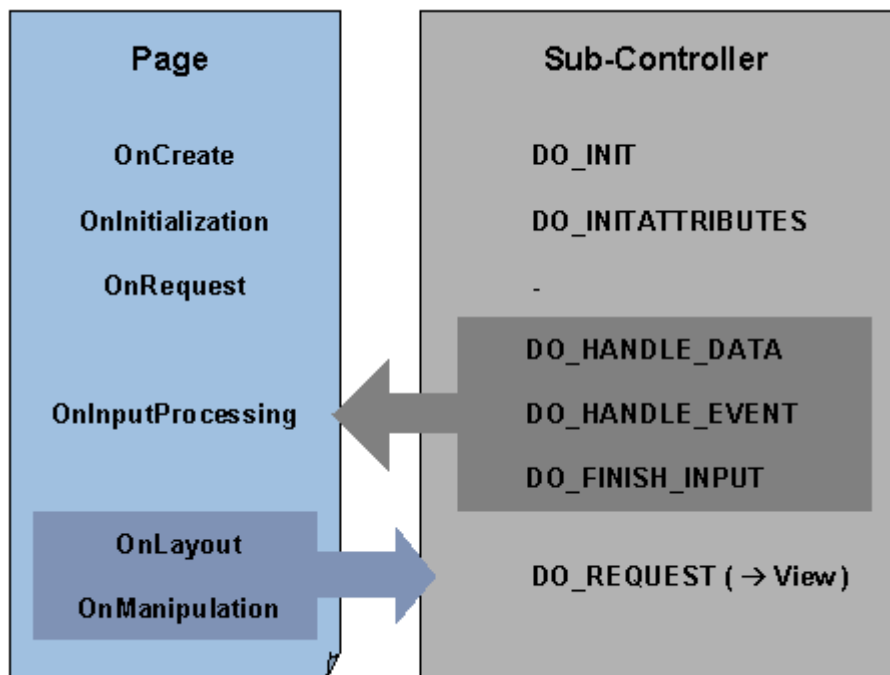 Page
OnCreate
OnInitialization
OnRequest
OnInputProcessing
OnLayout
OnManipulation
Sub-Controller
DO_INIT
DO_INITATTRIBUTES
-
DO_HANDLE_DATA
DO_HANDLE_EVENT
DO_FINISH_INPUT
DO_REQUEST ( → View )